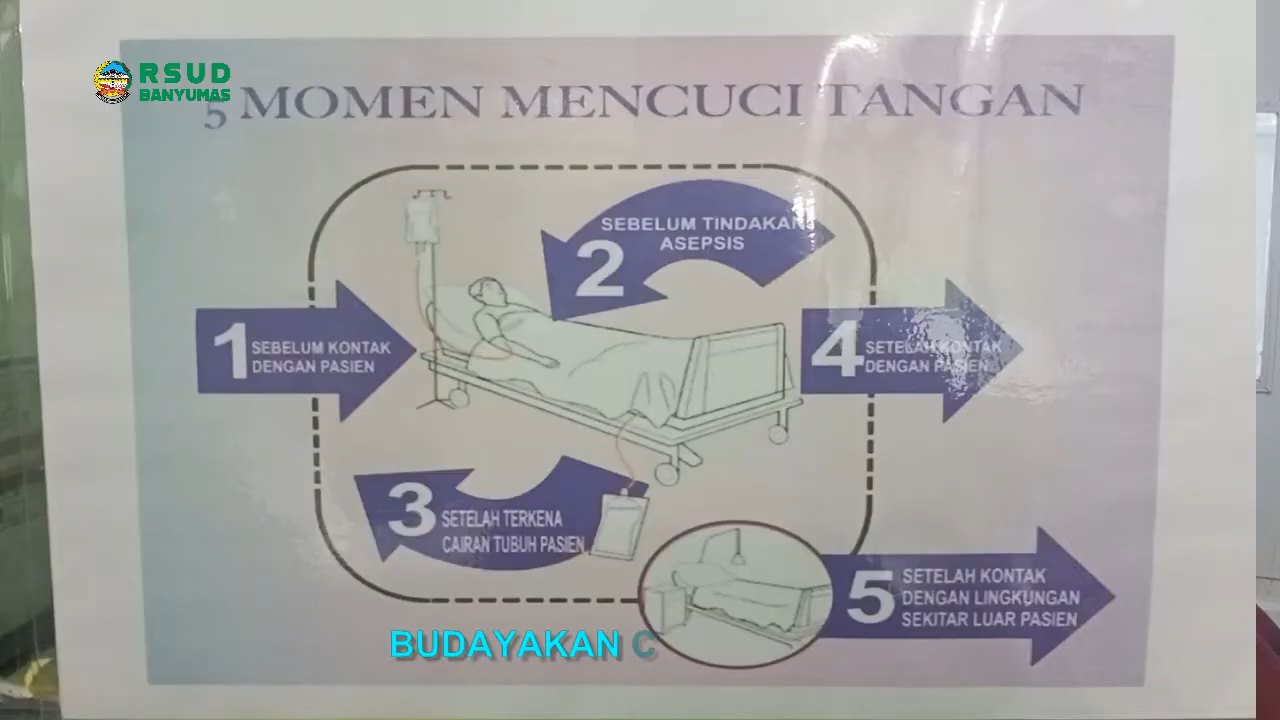 RSUD
BANYUMAS
5 MOMEN MENCUCI TANGAN
1 SEBELUM KONTAK
DENGAN PASIEN
2 SEBELUM TINDAKAN
ASEPSIS
3 SETELAH TERKENA
CAIRAN TUBUH PASIEN
4 SETELAH KONTAK
DENGAN PASIEN
5 SETELAH KONTAK
DENGAN LINGKUNGAN
SEKITAR LUAR PASIEN
BUDAYAKAN C